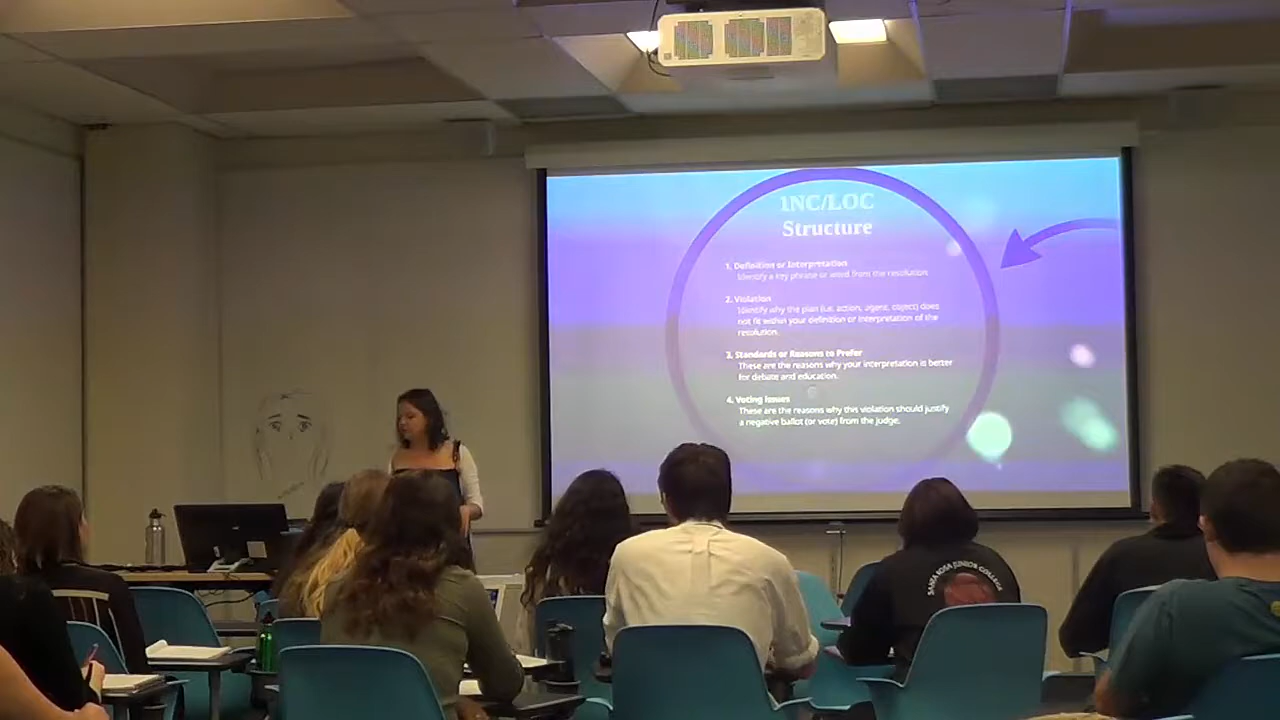 1NC/LOC
Structure
1. Definition or Interpretation
Identify a key phrase or word from the resolution
2. Violation
Identify why the plan (i.e. action, agent, object) does
not fit within your definition or interpretation of the
resolution.
3. Standards or Reasons to Prefer
These are the reasons why your interpretation is better
for debate and education.
4. Voting Issues
These are the reasons why this violation should justify
a negative ballot (or vote) from the judge.
SANTA ROSA JUNIOR COLLEGE